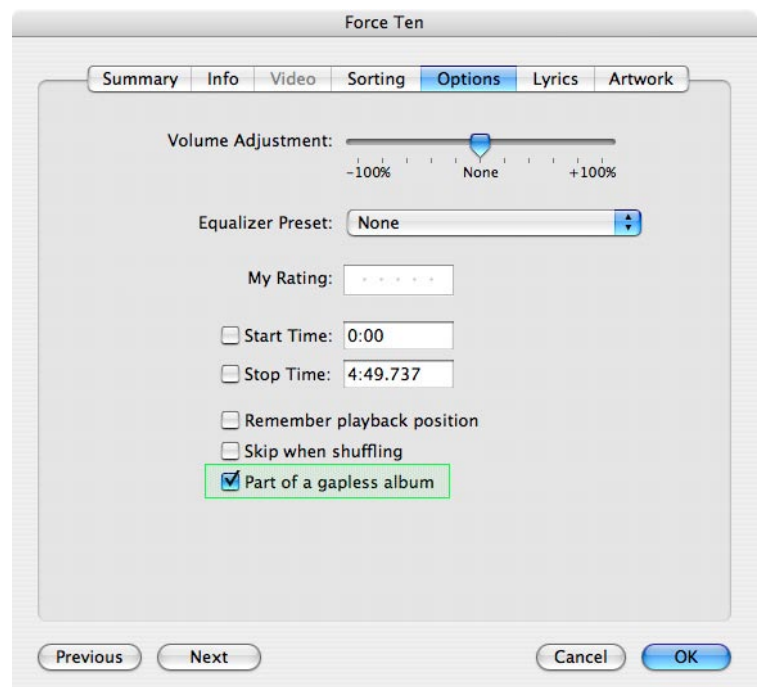 Force Ten
Summary Info Video Sorting Options Lyrics Artwork
Volume Adjustment:
-100% None +100%
Equalizer Preset: None
My Rating:
Start Time: 0:00
Stop Time: 4:49.737
Remember playback position
Skip when shuffling
Part of a gapless album
Previous Next Cancel OK